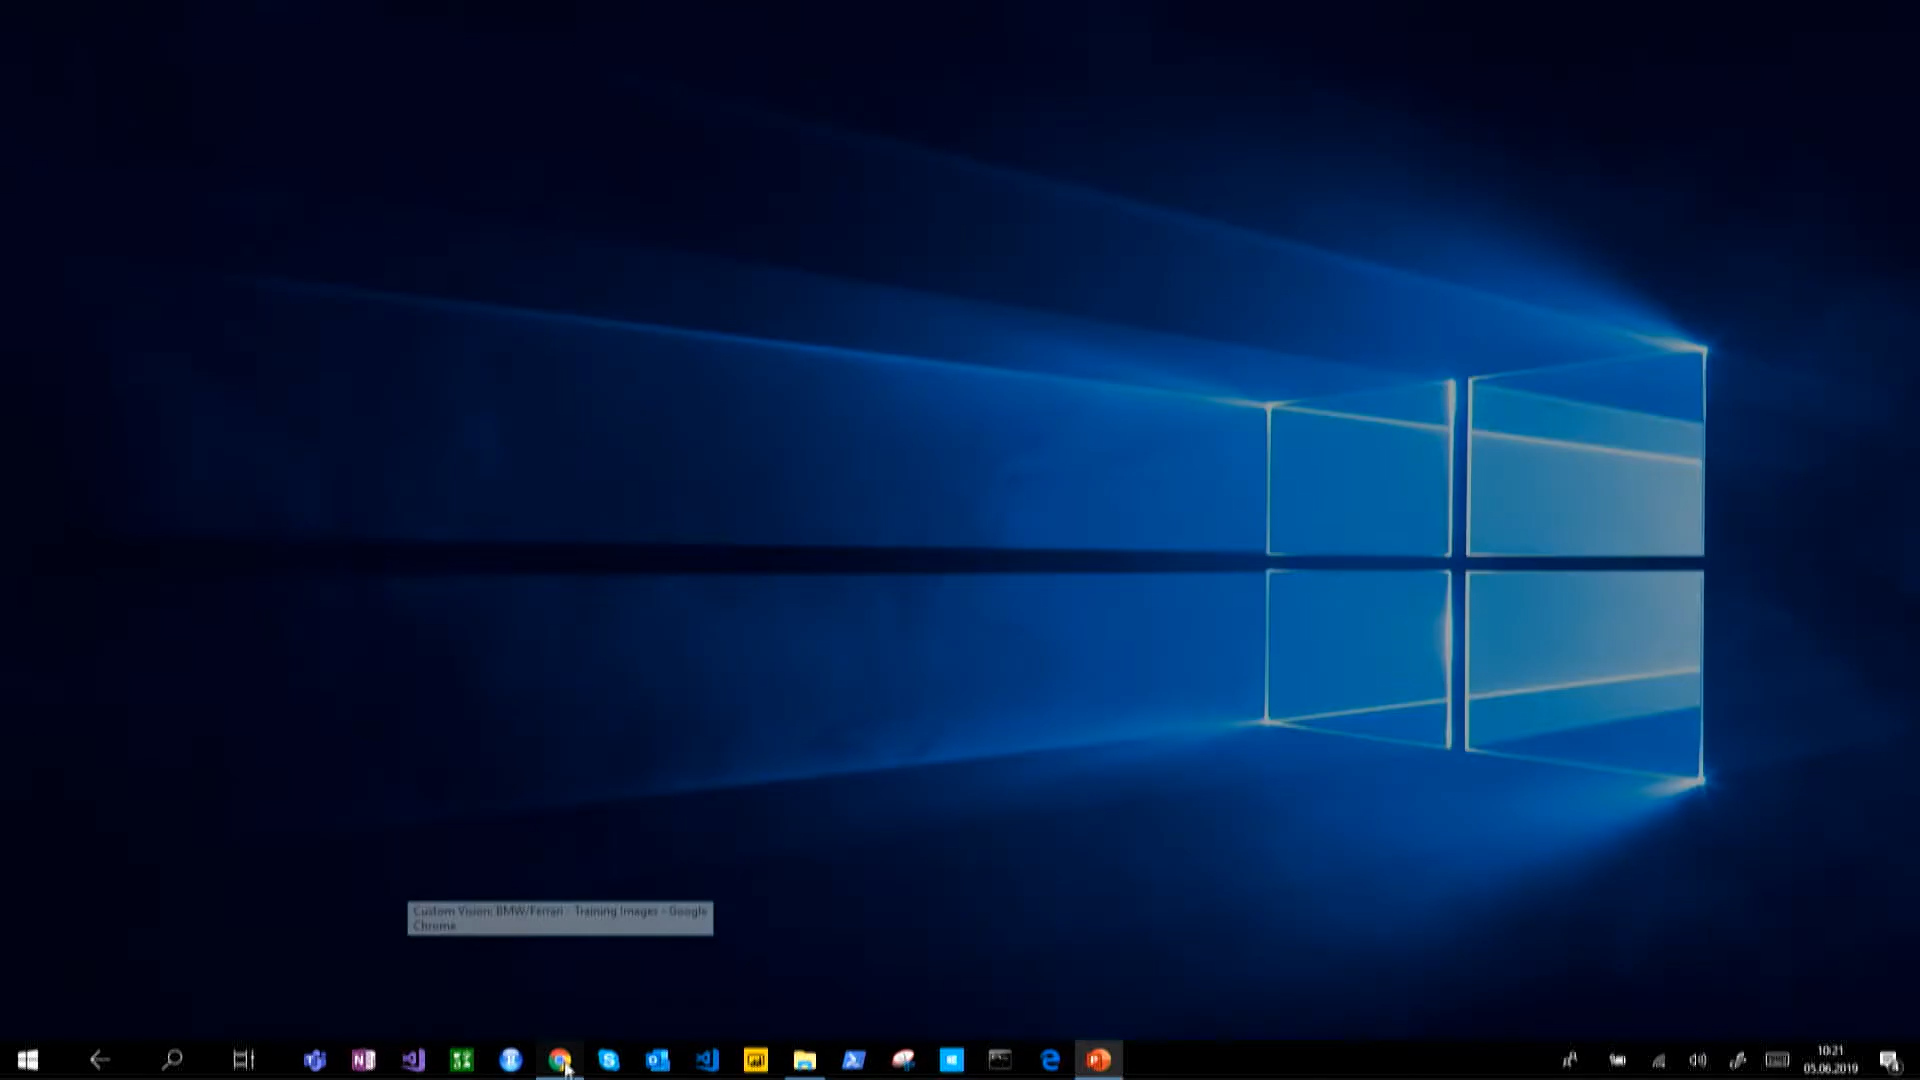 Custom Vision: BMW/Ferrari - Training Images - Google
Chrome
10:21
05.06.2019